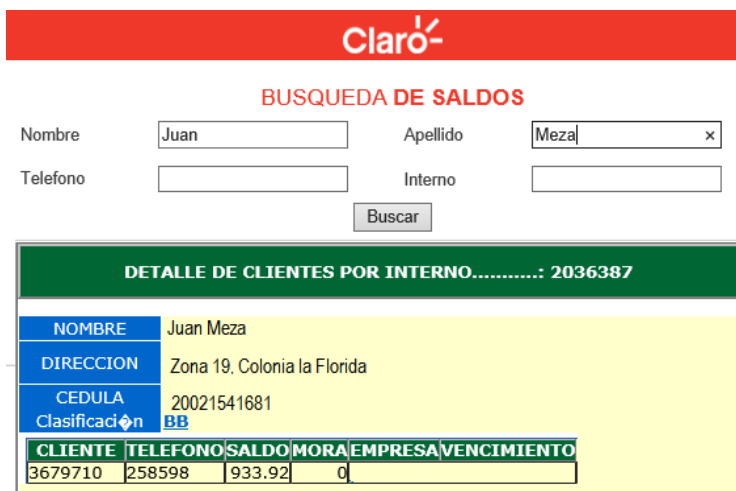 Claro
BUSQUEDA DE SALDOS
Nombre Juan Apellido Meza ×
Telefono Interno
Buscar
DETALLE DE CLIENTES POR INTERNO...........: 2036387
NOMBRE Juan Meza
DIRECCION Zona 19, Colonia la Florida
CEDULA 20021541681
Clasificaci�n BB
CLIENTE TELEFONO SALDO MORA EMPRESA VENCIMIENTO
3679710 258598 933.92 0